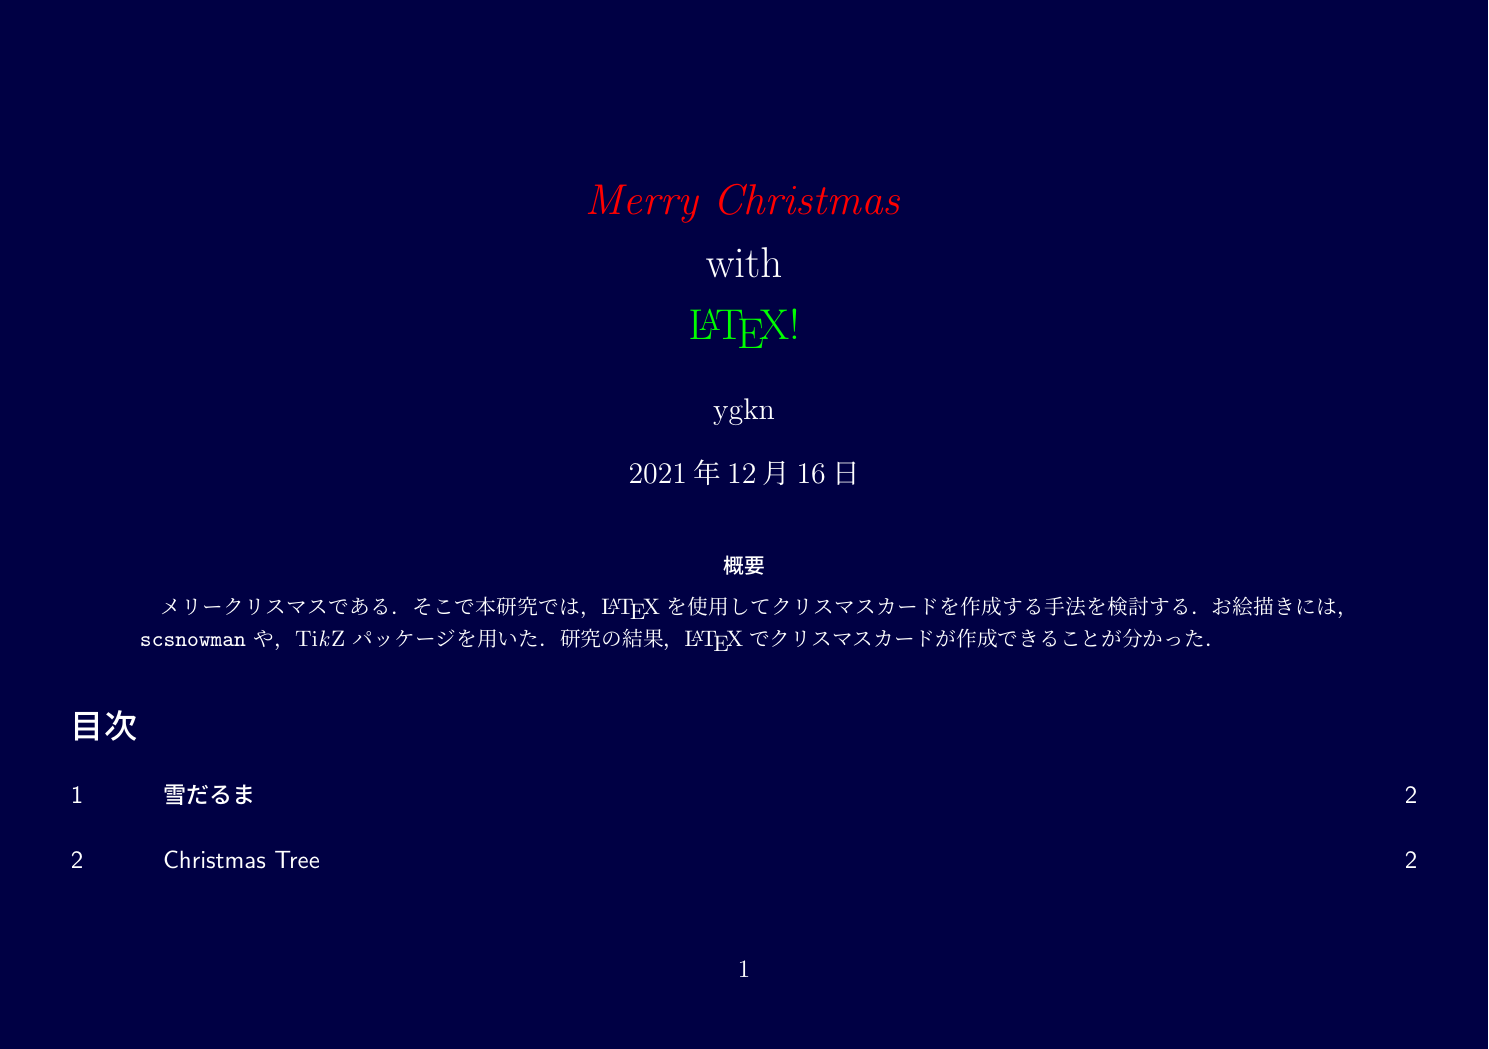 Merry Christmas
with
LATEX!
ygkn
2021 年 12 月 16 日
概要
メリークリスマスである．そこで本研究では，LATEX を使用してクリスマスカードを作成する手法を検討する．お絵描きには，
scsnowman や，TikZ パッケージを用いた．研究の結果，LATEX でクリスマスカードが作成できることが分かった．
目次
1 雪だるま 2
2 Christmas Tree 2
1